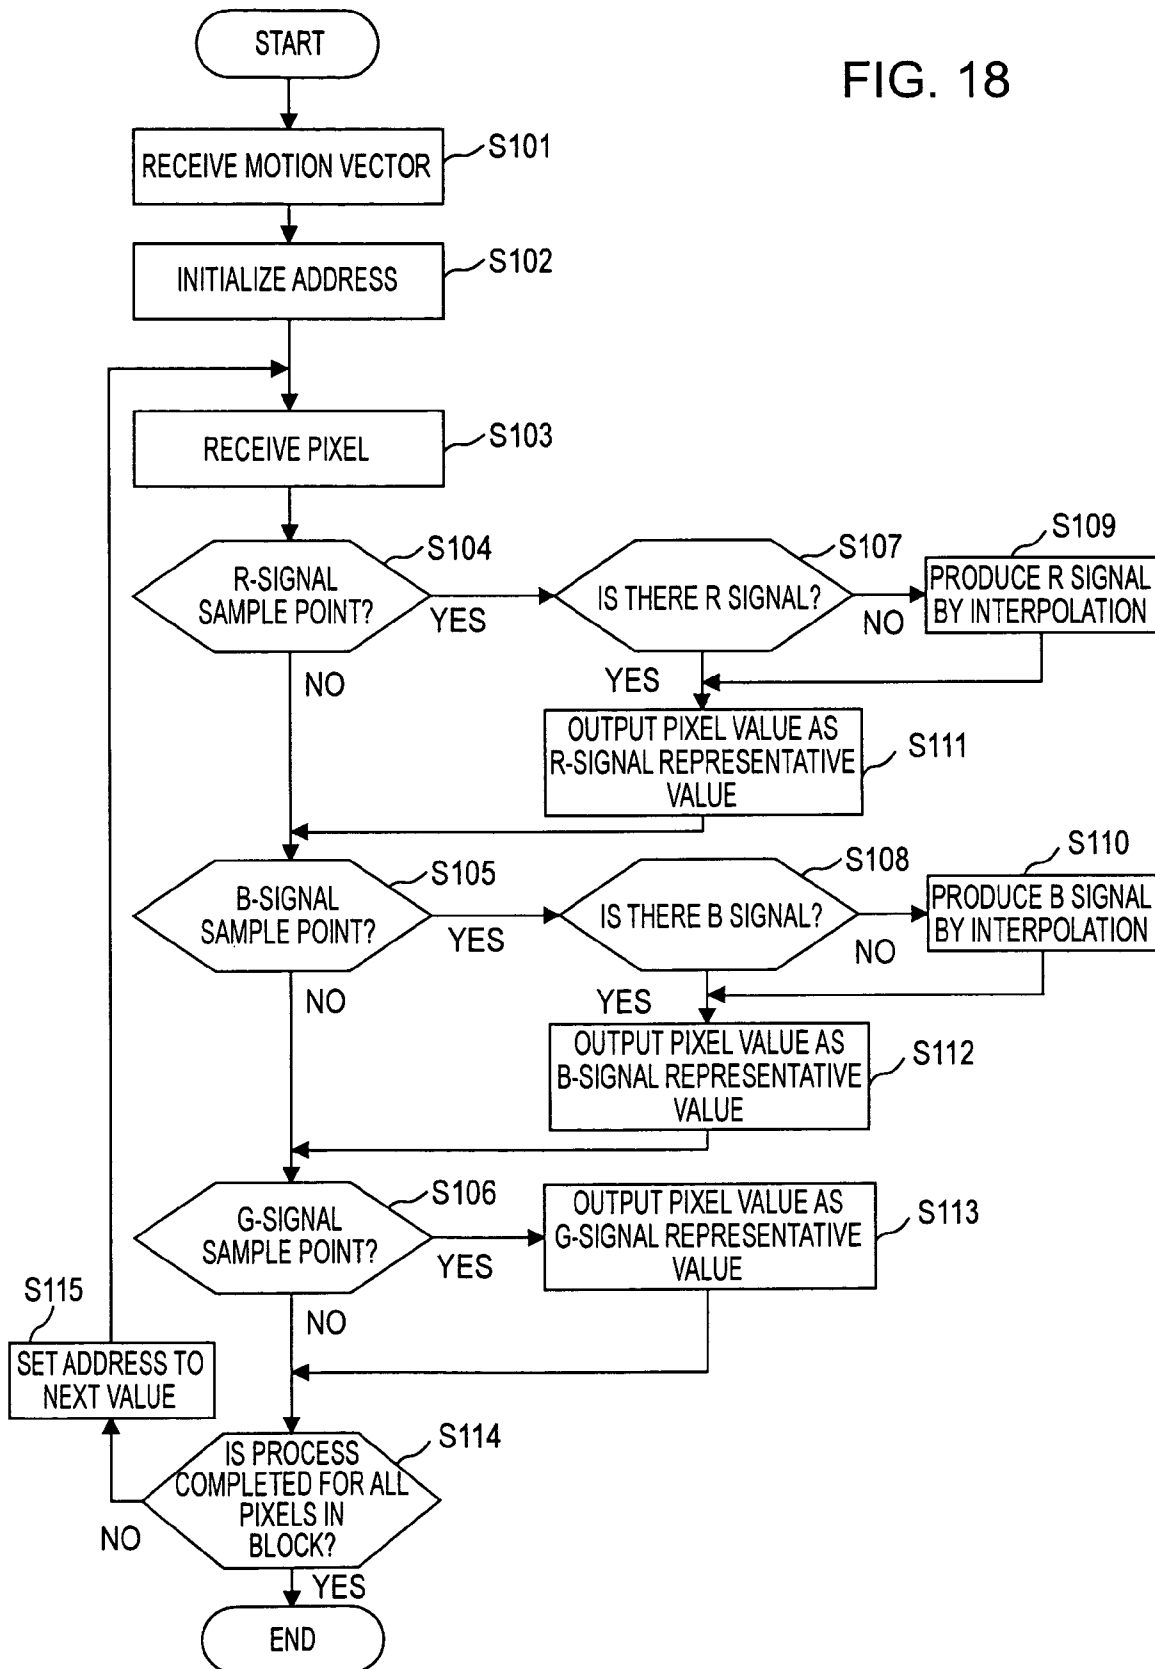 START
FIG. 18
RECEIVE MOTION VECTOR
S101
INITIALIZE ADDRESS
S102
RECEIVE PIXEL
S103
R-SIGNAL
SAMPLE POINT?
S104
YES
NO
IS THERE R SIGNAL?
S107
NO
YES
PRODUCE R SIGNAL
BY INTERPOLATION
S109
OUTPUT PIXEL VALUE AS
R-SIGNAL REPRESENTATIVE
VALUE
S111
B-SIGNAL
SAMPLE POINT?
S105
YES
NO
IS THERE B SIGNAL?
S108
NO
YES
PRODUCE B SIGNAL
BY INTERPOLATION
S110
OUTPUT PIXEL VALUE AS
B-SIGNAL REPRESENTATIVE
VALUE
S112
G-SIGNAL
SAMPLE POINT?
S106
YES
NO
OUTPUT PIXEL VALUE AS
G-SIGNAL REPRESENTATIVE
VALUE
S113
S115
SET ADDRESS TO
NEXT VALUE
IS PROCESS
COMPLETED FOR ALL
PIXELS IN
BLOCK?
S114
NO
YES
END